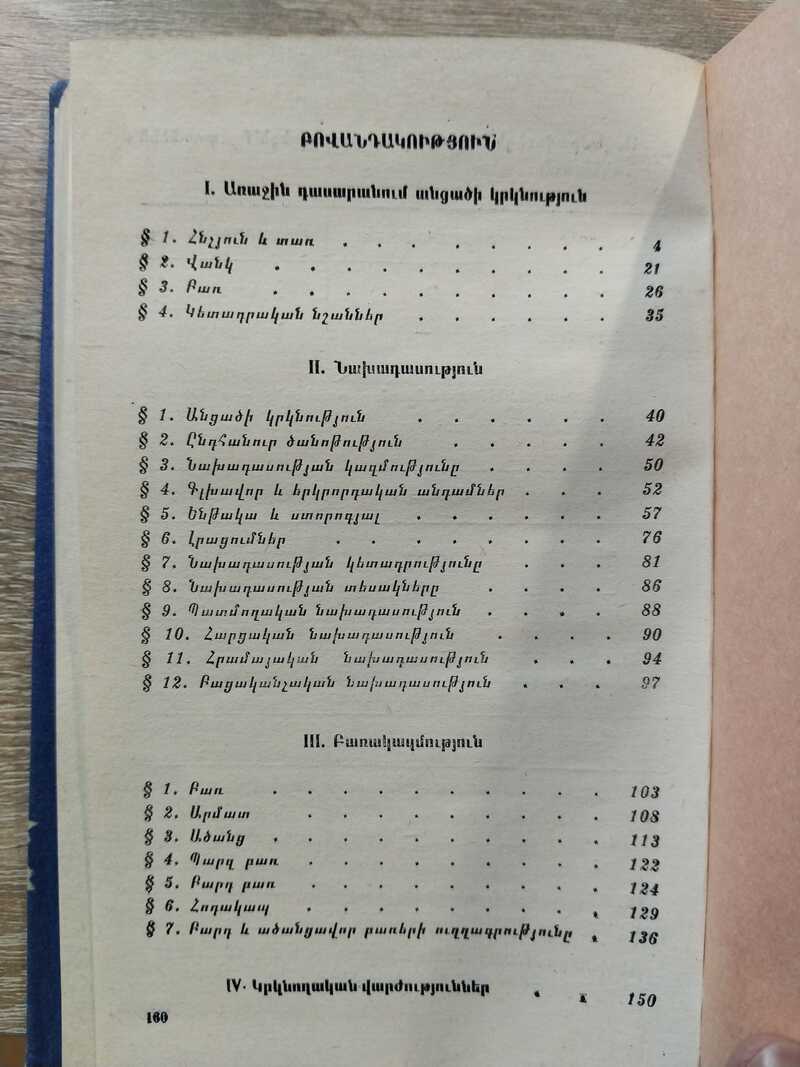 ԲՈՎԱՆԴԱԿՈՒԹՅՈՒՆ
I. Առաջին դասարանում անցածի կրկնություն
§ 1. Հնչյուն և տառ . . . . . . . . 4
§ 2. Վանկ . . . . . . . . . . 21
§ 3. Բառ . . . . . . . . . . 26
§ 4. Կետադրական նշաններ . . . . . . 35
II. Նախադասություն
§ 1. Անցածի կրկնություն . . . . . . 40
§ 2. Ընդհանուր ծանոթություն . . . . . 42
§ 3. Նախադասության կազմությունը . . . . 50
§ 4. Գլխավոր և երկրորդական անդամներ . . . 52
§ 5. Ենթակա և ստորոգյալ . . . . . . 57
§ 6. Լրացումներ . . . . . . . . 76
§ 7. Նախադասության կետադրությունը . . . 81
§ 8. Նախադասության տեսակները . . . . 86
§ 9. Պատմողական նախադասություն . . . . 88
§ 10. Հարցական նախադասություն . . . . 90
§ 11. Հրամայական նախադասություն . . . 94
§ 12. Բացականչական նախադասություն . . . 97
III. Բառակազմություն
§ 1. Բառ . . . . . . . . . . 103
§ 2. Արմատ . . . . . . . . . 108
§ 3. Ածանց . . . . . . . . . . 113
§ 4. Պարզ բառ . . . . . . . . . 122
§ 5. Բարդ բառ . . . . . . . . . 124
§ 6. Հոդակապ . . . . . . . . . 129
§ 7. Բարդ և ածանցավոր բառերի ուղղագրությունը . 136
IV. Կրկնողական վարժություններ . . 150
160